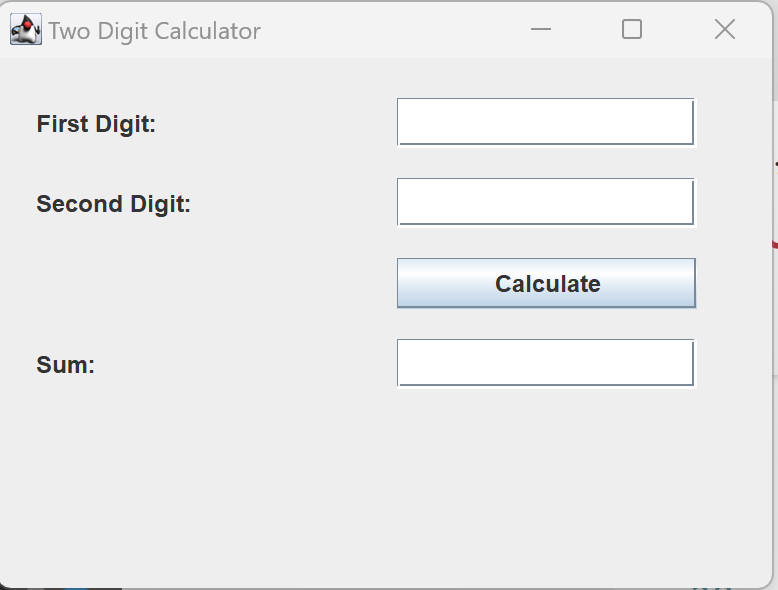 Two Digit Calculator
First Digit:
Second Digit:
Calculate
Sum: